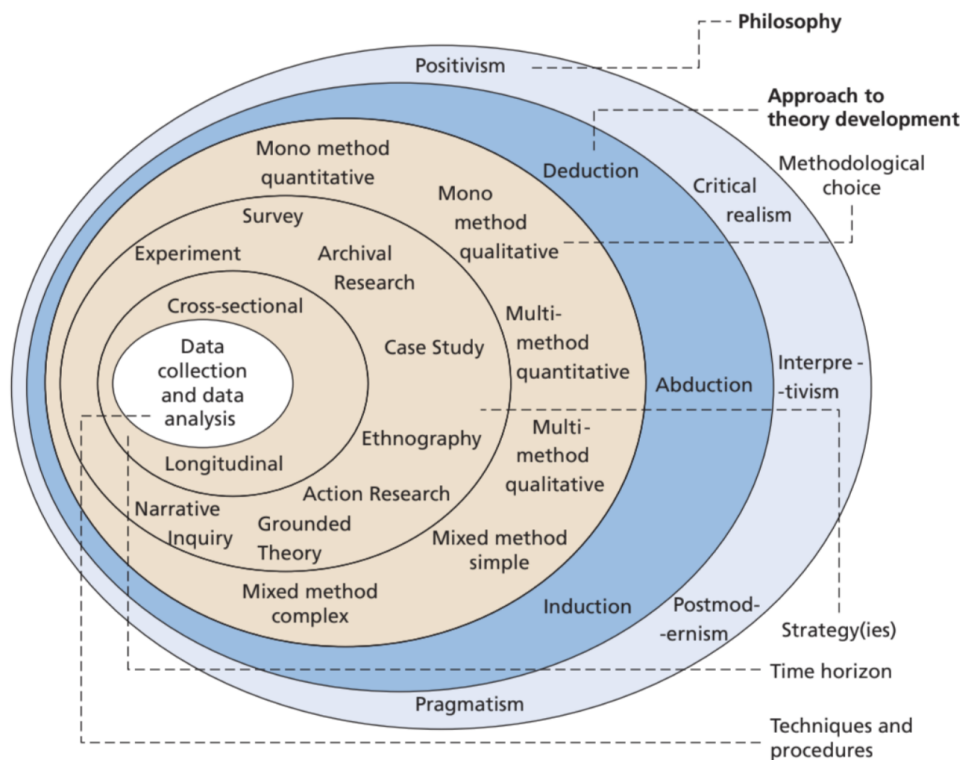 Philosophy
Positivism
Approach to
theory development
Deduction
Mono method
quantitative
Methodological
choice
Critical
realism
Mono
method
qualitative
Survey
Experiment
Archival
Research
Cross-sectional
Multi-
method
quantitative
Data
collection
and data
analysis
Case Study
Interpre -
-tivism
Abduction
Ethnography
Multi-
method
qualitative
Longitudinal
Action Research
Narrative
Inquiry
Grounded
Theory
Mixed method
simple
Mixed method
complex
Induction
Postmod-
-ernism
Strategy(ies)
Time horizon
Pragmatism
Techniques and
procedures